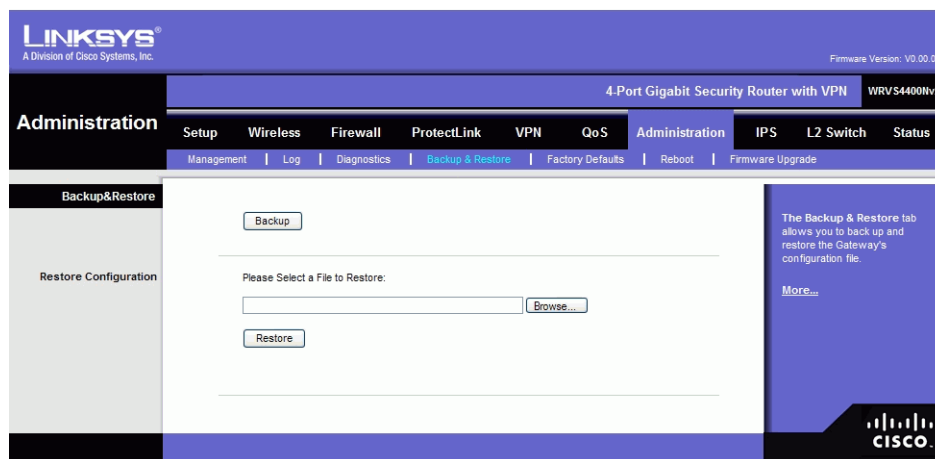 LINKSYS®
A Division of Cisco Systems, Inc.
Firmware Version: V0.00.0
4-Port Gigabit Security Router with VPN WRVS4400Nv
Administration
Setup Wireless Firewall ProtectLink VPN QoS Administration IPS L2 Switch Status
Management | Log | Diagnostics | Backup & Restore | Factory Defaults | Reboot | Firmware Upgrade
Backup&Restore
Backup
The Backup & Restore tab
allows you to back up and
restore the Gateway's
configuration file.
More...
Restore Configuration
Please Select a File to Restore:
Browse...
Restore
CISCO.